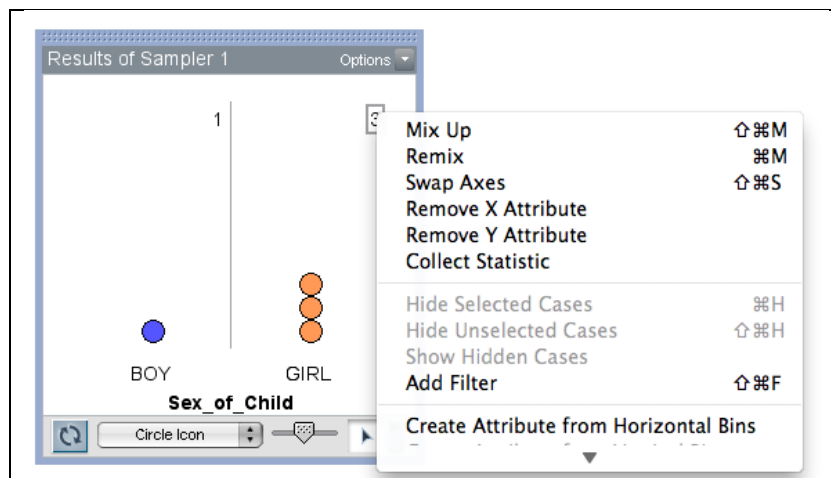 Results of Sampler 1 Options
1 3
Mix Up ⇧⌘M
Remix ⌘M
Swap Axes ⇧⌘S
Remove X Attribute
Remove Y Attribute
Collect Statistic
Hide Selected Cases ⌘H
Hide Unselected Cases ⇧⌘H
Show Hidden Cases
Add Filter ⇧⌘F
Create Attribute from Horizontal Bins
BOY GIRL
Sex_of_Child
Circle Icon